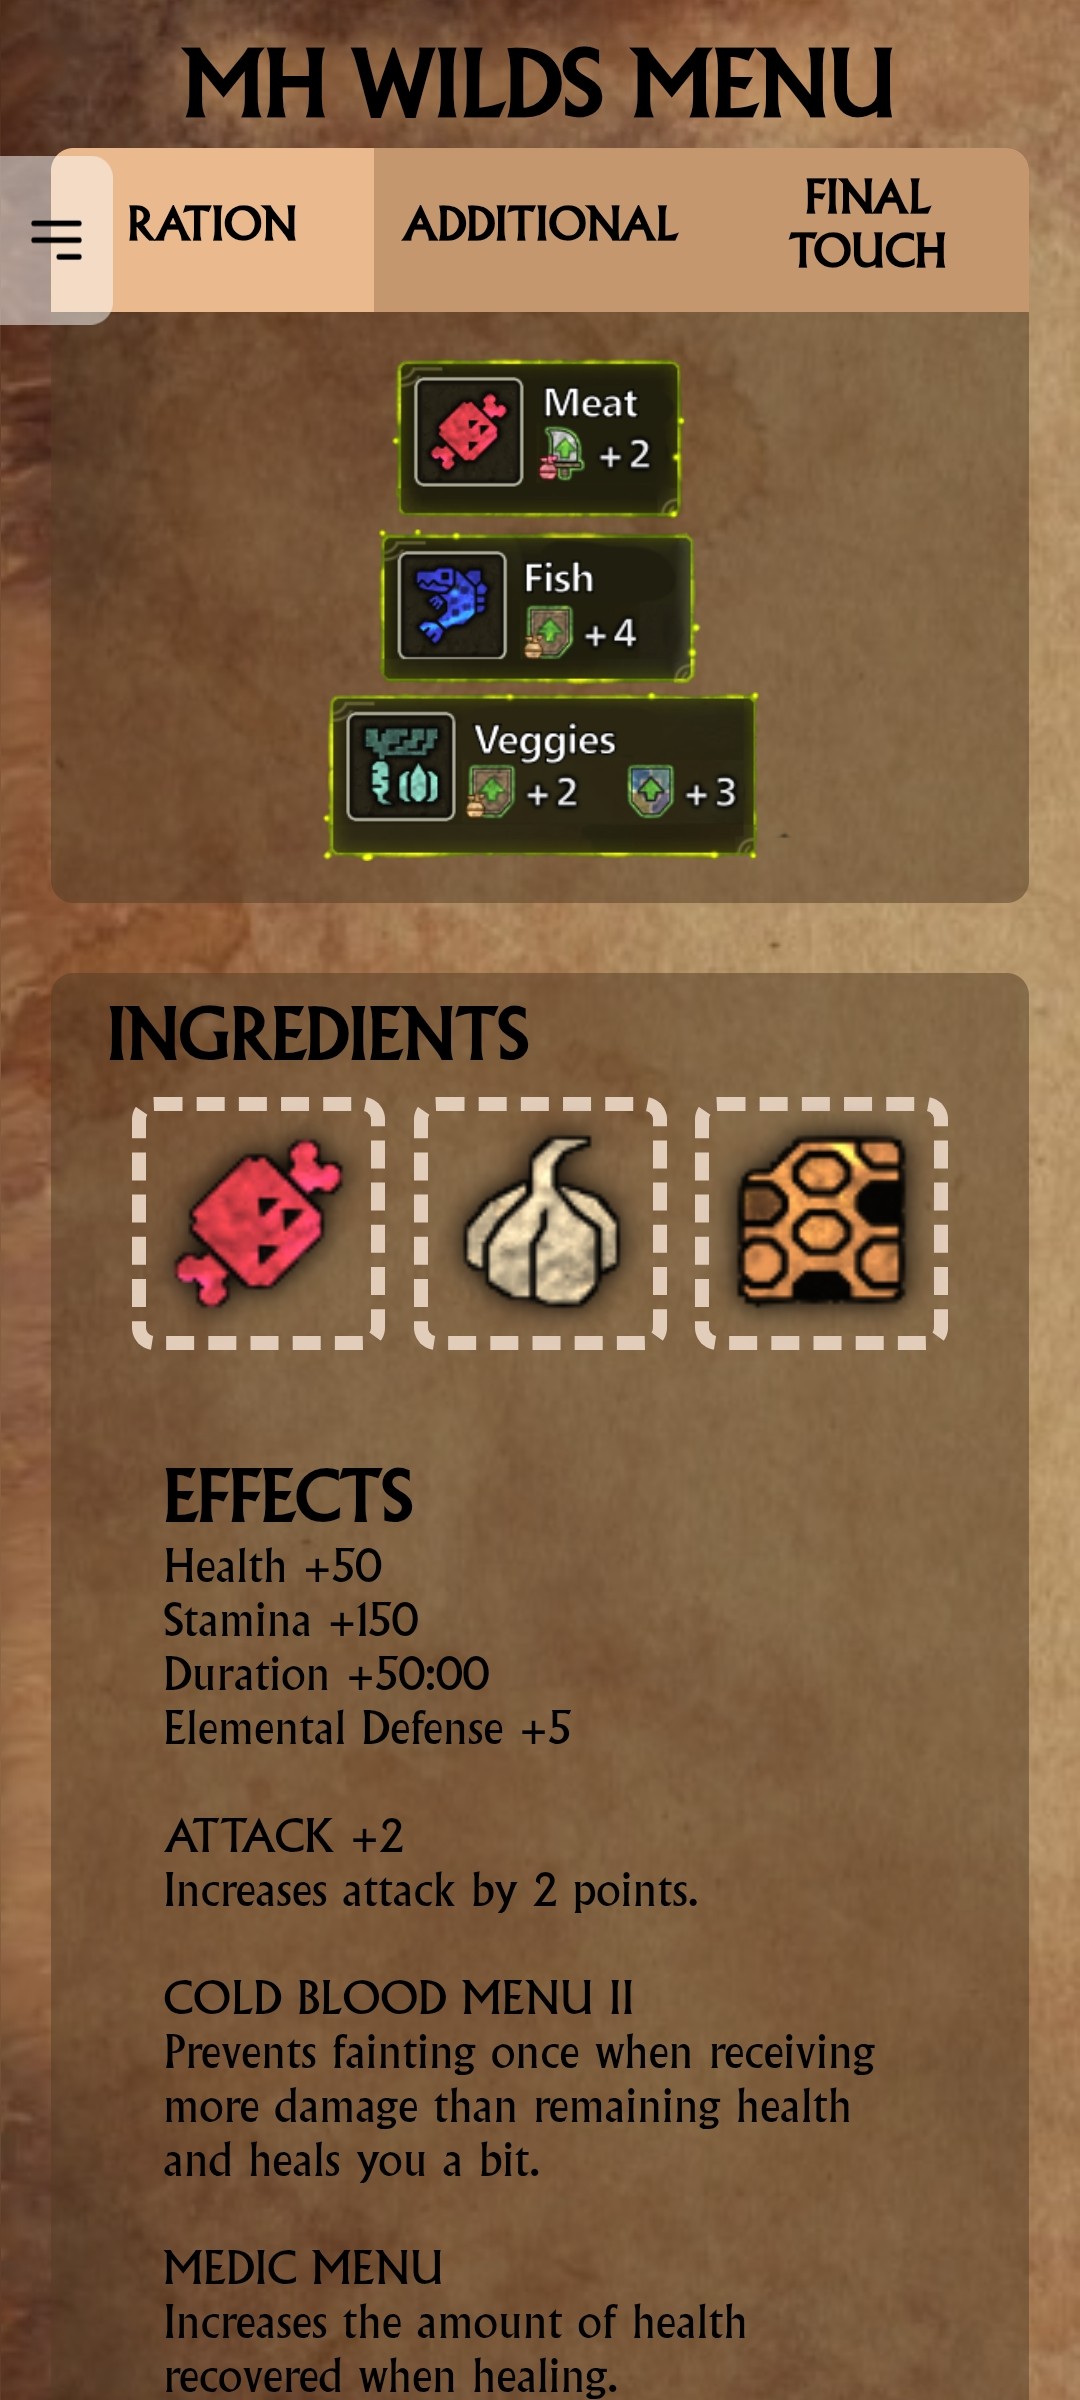 MH WILDS MENU
RATION
ADDITIONAL
FINAL
TOUCH
Meat
+2
Fish
+4
Veggies
+2 +3
INGREDIENTS
EFFECTS
Health +50
Stamina +150
Duration +50:00
Elemental Defense +5
ATTACK +2
Increases attack by 2 points.
COLD BLOOD MENU II
Prevents fainting once when receiving
more damage than remaining health
and heals you a bit.
MEDIC MENU
Increases the amount of health
recovered when healing.